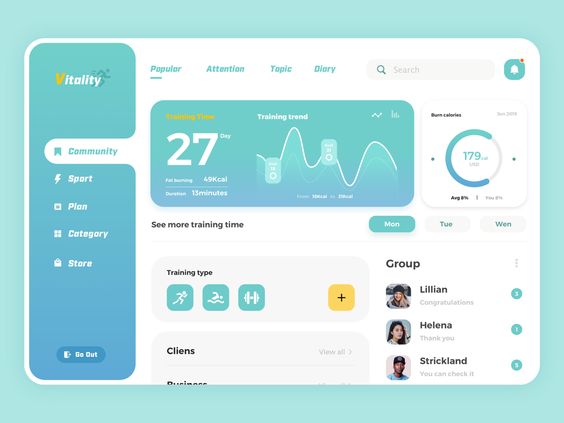 Vitality
Popular
Attention
Topic
Diary
Search
Community
Sport
Plan
Category
Store
Go Out
Training Time
27 Day
Fat burning 49Kcal
Duration 13minutes
Training trend
From 10Kcal to 31Kcal
Burn calories
Jan 2019
179 cal
Avg 8% | You 8%
See more training time
Mon
Tue
Wen
Training type
+
Cliens
View all >
Business
Group
Lillian
Congratulations
3
Helena
Thank you
1
Strickland
You can check it
5